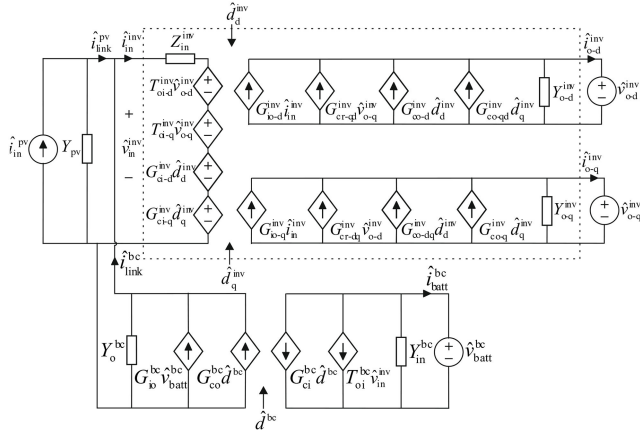 d̂_d^inv
î_link^pv î_in^inv Z_in^inv î_o-d^inv
T_oi-d^inv v̂_o-d^inv
G_io-d^inv î_in^inv G_cr-qd^inv v̂_o-q^inv G_co-d^inv d̂_d^inv G_co-qd^inv d̂_q^inv Y_o-d^inv v̂_o-d^inv
+
T_ci-q^inv v̂_o-q^inv
î_in^pv Y_pv v̂_in^inv
G_ci-d^inv d̂_d^inv
−
G_ci-q^inv d̂_q^inv
î_o-q^inv
G_io-q^inv î_in^inv G_cr-dq^inv v̂_o-d^inv G_co-dq^inv d̂_d^inv G_co-q^inv d̂_q^inv Y_o-q^inv v̂_o-q^inv
î_link^bc d̂_q^inv î_batt^bc
Y_o^bc G_io^bc v̂_batt^bc G_co^bc d̂^bc G_ci^bc d̂^bc T_oi^bc v̂_in^inv Y_in^bc v̂_batt^bc
d̂^bc